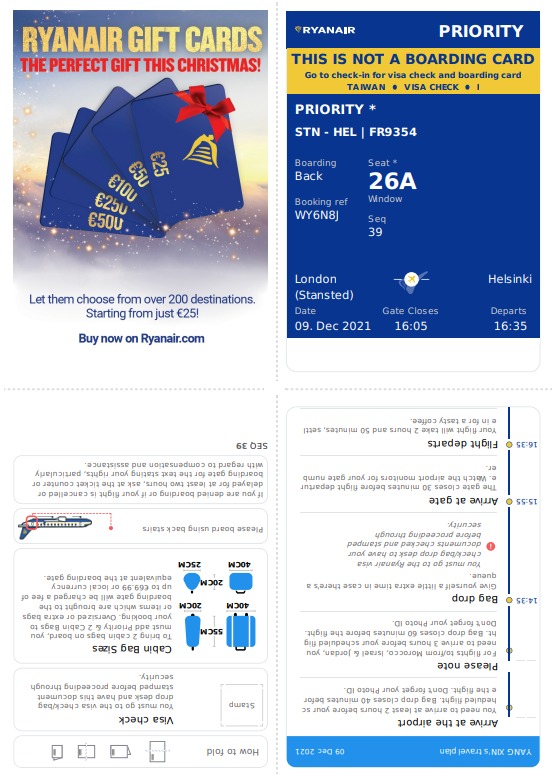 RYANAIR GIFT CARDS
THE PERFECT GIFT THIS CHRISTMAS!
€25
€50
€100
€250
€500
Let them choose from over 200 destinations.
Starting from just €25!
Buy now on Ryanair.com
RYANAIR
PRIORITY
THIS IS NOT A BOARDING CARD
Go to check-in for visa check and boarding card
TAIWAN ● VISA CHECK ● I
PRIORITY *
STN - HEL | FR9354
Boarding
Back
Seat *
26A
Window
Booking ref
WY6N8J
Seq
39
London
(Stansted)
Helsinki
Date
09. Dec 2021
Gate Closes
16:05
Departs
16:35
How to fold
Visa check
You must go to the visa check/bag
drop desk and have this document
stamped before proceeding through
security.
Stamp
Cabin Bag Sizes
To bring 2 cabin bags on board, you
must add Priority & 2 Cabin Bags to
your booking. Oversized or extra bags
or items which are brought to the
boarding gate will be charged a fee of
up to €69.99 or local currency
equivalent at the boarding gate.
55CM
40CM
20CM
20CM
40CM
25CM
Please board using back stairs
If you are denied boarding or if your flight is cancelled or
delayed for at least two hours, ask at the ticket counter or
boarding gate for the text stating your rights, particularly
with regard to compensation and assistance.
SEQ 39
YANG XIN's travel plan
09 Dec 2021
Arrive at the airport
You need to arrive at least 2 hours before your sc
heduled flight. Bag drop closes 40 minutes befor
e the flight. Don't forget your Photo ID.
Please note
For flights to/from Morocco, Israel & Jordan, you
need to arrive 3 hours before your scheduled flig
ht. Bag drop closes 60 minutes before the flight.
Don't forget your Photo ID.
14:35
Bag drop
Give yourself a little extra time in case there's a
queue.
You must go to the Ryanair visa
check/bag drop desk to have your
documents checked and stamped
before proceeding through
security.
15:55
Arrive at gate
The gate closes 30 minutes before flight departur
e. Watch the airport monitors for your gate numb
er.
16:35
Flight departs
Your flight will take 2 hours and 50 minutes, settl
e in for a tasty coffee.